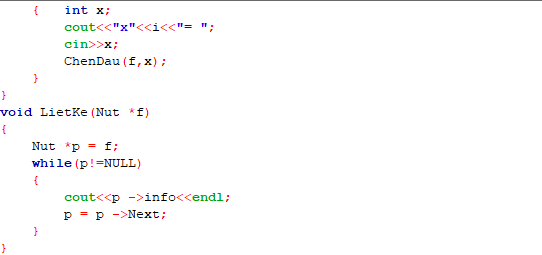 { int x;
cout<<"x"<<i<<"= ";
cin>>x;
ChenDau(f,x);
}
}
void LietKe(Nut *f)
{
Nut *p = f;
while(p!=NULL)
{
cout<<p ->info<<endl;
p = p ->Next;
}
}